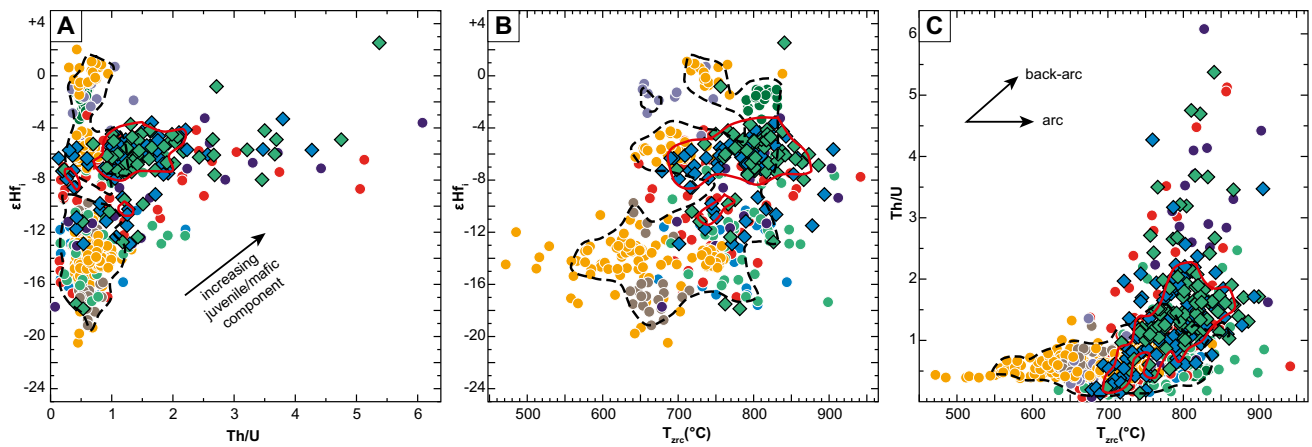 A
+4
0
-4
-8
-12
-16
-20
-24
εHfi
increasing
juvenile/mafic
component
0 1 2 3 4 5 6
Th/U
B
+4
0
-4
-8
-12
-16
-20
-24
εHfi
500 600 700 800 900
Tzrc(°C)
C
6
5
4
3
2
1
Th/U
back-arc
arc
500 600 700 800 900
Tzrc(°C)